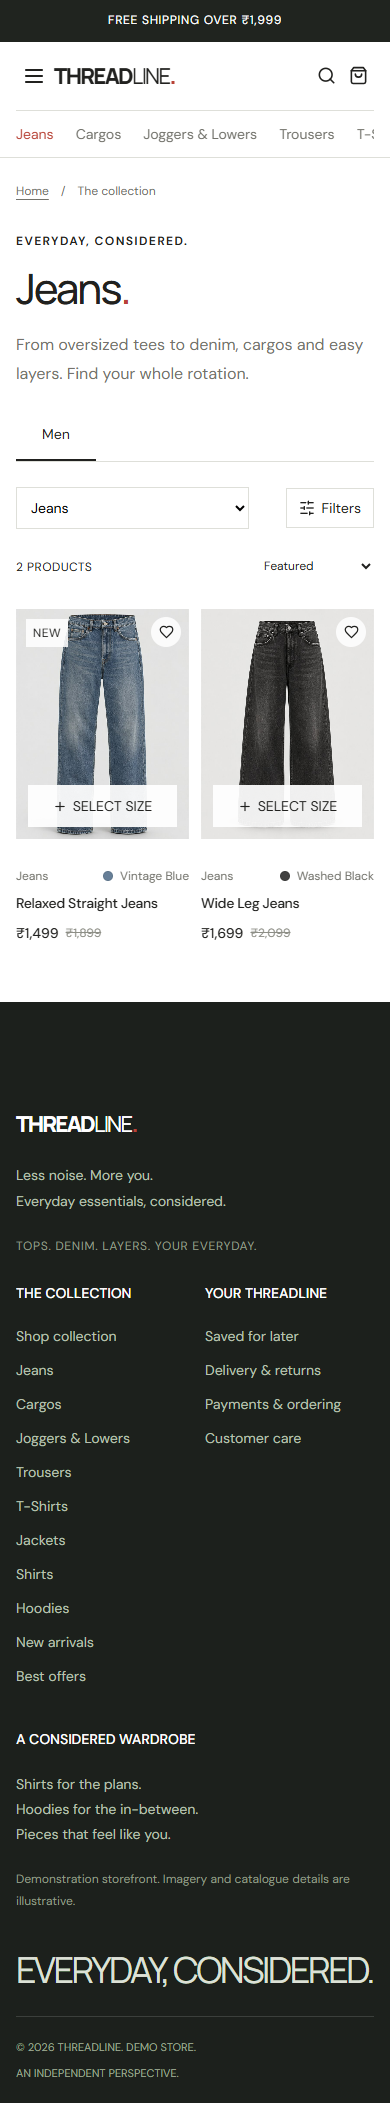 FREE SHIPPING OVER ₹1,999
THREADLINE.
Jeans Cargos Joggers & Lowers Trousers T-S
Home / The collection
EVERYDAY, CONSIDERED.
Jeans.
From oversized tees to denim, cargos and easy
layers. Find your whole rotation.
Men
Jeans Filters
2 PRODUCTS Featured
NEW
+ SELECT SIZE + SELECT SIZE
Jeans Vintage Blue Jeans Washed Black
Relaxed Straight Jeans Wide Leg Jeans
₹1,499 ₹1,899 ₹1,699 ₹2,099
THREADLINE.
Less noise. More you.
Everyday essentials, considered.
TOPS. DENIM. LAYERS. YOUR EVERYDAY.
THE COLLECTION YOUR THREADLINE
Shop collection Saved for later
Jeans Delivery & returns
Cargos Payments & ordering
Joggers & Lowers Customer care
Trousers
T-Shirts
Jackets
Shirts
Hoodies
New arrivals
Best offers
A CONSIDERED WARDROBE
Shirts for the plans.
Hoodies for the in-between.
Pieces that feel like you.
Demonstration storefront. Imagery and catalogue details are
illustrative.
EVERYDAY, CONSIDERED.
© 2026 THREADLINE. DEMO STORE.
AN INDEPENDENT PERSPECTIVE.